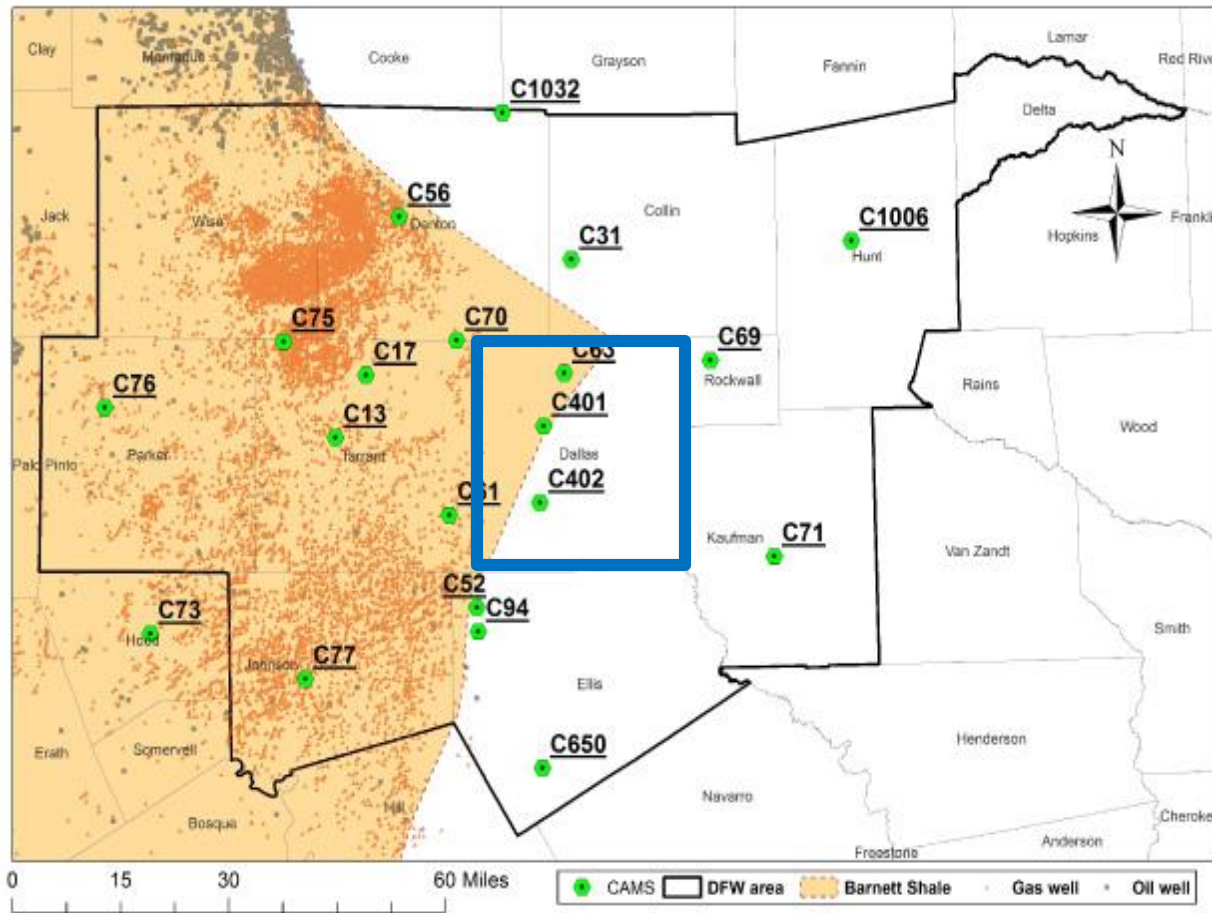 Clay
Montague
Cooke
Grayson
Fannin
Lamar
Red Rive
C1032
Delta
N
Jack
Wise
C56
Denton
Collin
C31
C1006
Hunt
Hopkins
Frankli
C75
C70
C17
C63
C69
Rockwall
Rains
C76
C13
C401
Wood
Palo Pinto
Parker
Tarrant
Dallas
C402
C61
Kaufman
C71
Van Zandt
C52
C94
C73
Hood
Smith
Johnson
C77
Ellis
Erath
Somervell
C650
Henderson
Navarro
Hill
Bosque
Cheroke
Anderson
Freestone
0 15 30 60 Miles
CAMS DFW area Barnett Shale Gas well Oil well